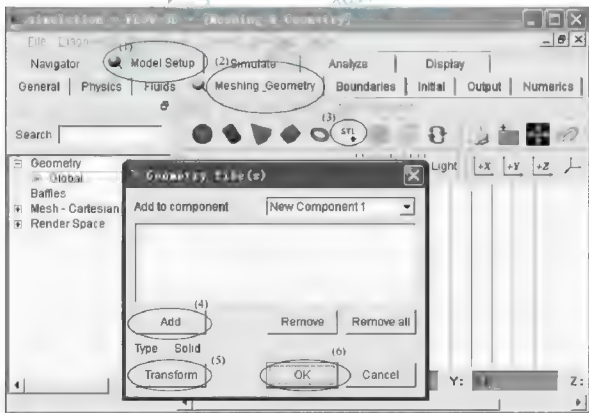 simulation - FLOW-3D - [Meshing & Geometry]
File
(1)
(2)
Navigator Model Setup Simulate Analyze Display
General Physics Fluids Meshing_Geometry Boundaries Initial Output Numerics
(3)
Search STL
Geometry Geometry file(s) Light +X +Y +Z
Global
Baffles
Mesh - Cartesian
Render Space
Add to component New Component 1
(4)
Add Remove Remove all
Type Solid
(5) (6)
Transform OK Cancel
Y: Z: